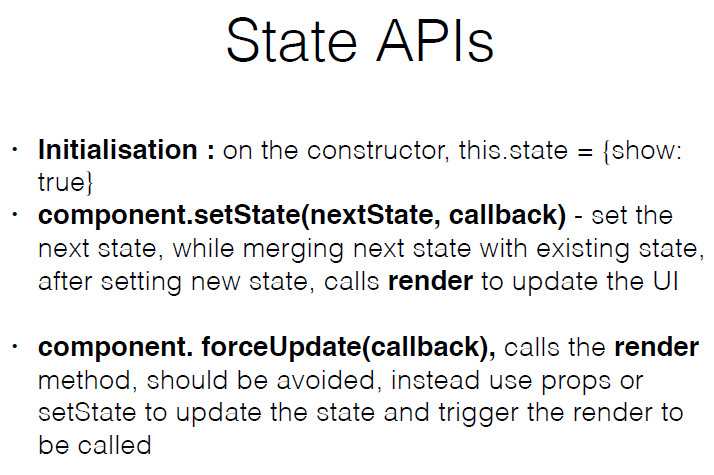 State APIs
• Initialisation : on the constructor, this.state = {show:
true}
• component.setState(nextState, callback) - set the
next state, while merging next state with existing state,
after setting new state, calls render to update the UI
• component. forceUpdate(callback), calls the render
method, should be avoided, instead use props or
setState to update the state and trigger the render to
be called